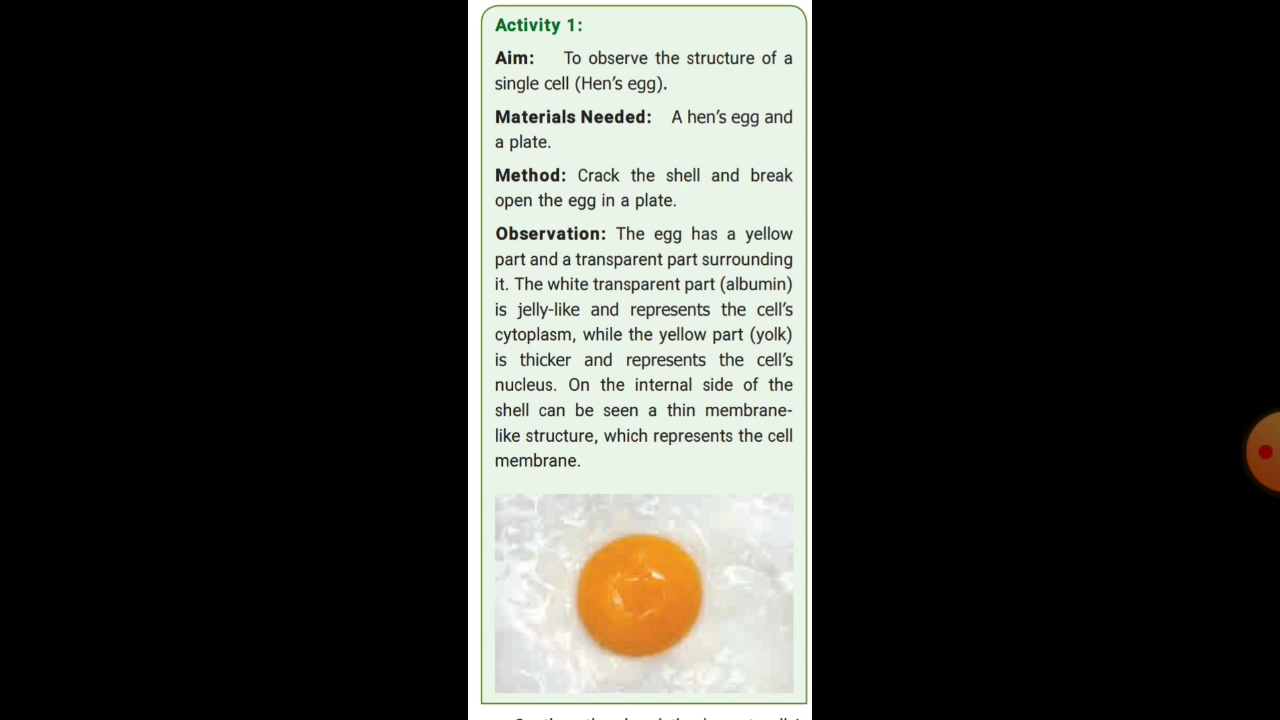 Activity 1:
Aim: To observe the structure of a
single cell (Hen's egg).
Materials Needed: A hen's egg and
a plate.
Method: Crack the shell and break
open the egg in a plate.
Observation: The egg has a yellow
part and a transparent part surrounding
it. The white transparent part (albumin)
is jelly-like and represents the cell's
cytoplasm, while the yellow part (yolk)
is thicker and represents the cell's
nucleus. On the internal side of the
shell can be seen a thin membrane-
like structure, which represents the cell
membrane.